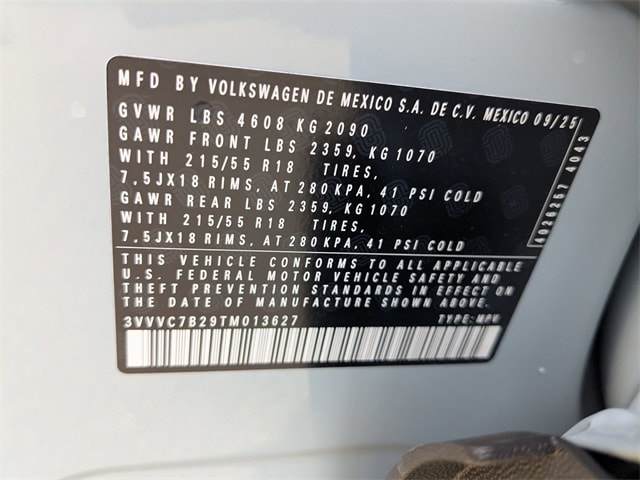 MFD BY VOLKSWAGEN DE MEXICO S.A. DE C.V. MEXICO 09/25
GVWR LBS 4608 KG 2090
GAWR FRONT LBS 2359, KG 1070
WITH 215/55 R18 TIRES,
7,5JX18 RIMS, AT 280 KPA, 41 PSI COLD
GAWR REAR LBS 2359, KG 1070
WITH 215/55 R18 TIRES,
7,5JX18 RIMS, AT 280 KPA, 41 PSI COLD
4026257 4043
THIS VEHICLE CONFORMS TO ALL APPLICABLE
U.S. FEDERAL MOTOR VEHICLE SAFETY AND
THEFT PREVENTION STANDARDS IN EFFECT ON
THE DATE OF MANUFACTURE SHOWN ABOVE.
3VVVC7B29TM013627 TYPE: MPV